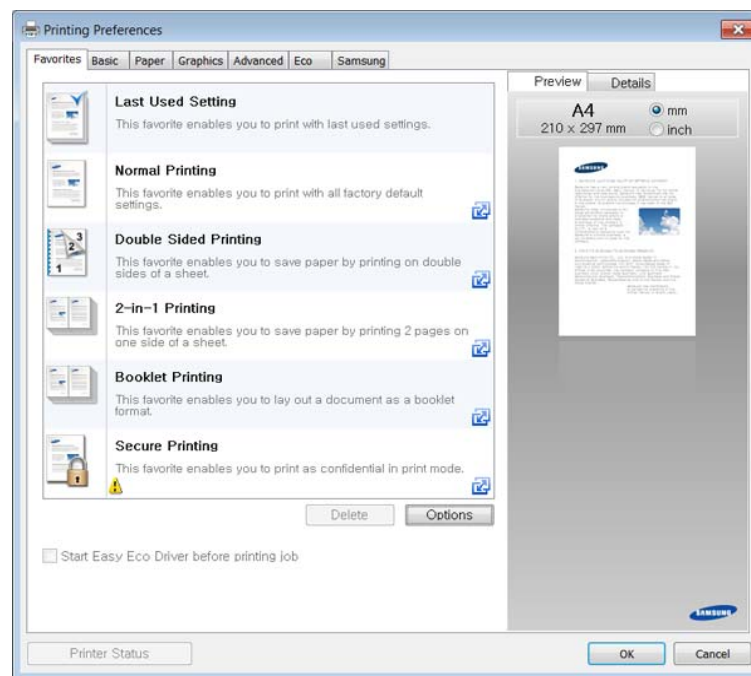 Printing Preferences
Favorites Basic Paper Graphics Advanced Eco Samsung
Last Used Setting
This favorite enables you to print with last used settings.
Normal Printing
This favorite enables you to print with all factory default
settings.
3
2
1
Double Sided Printing
This favorite enables you to save paper by printing on double
sides of a sheet.
2-in-1 Printing
This favorite enables you to save paper by printing 2 pages on
one side of a sheet.
Booklet Printing
This favorite enables you to lay out a document as a booklet
format.
Secure Printing
This favorite enables you to print as confidential in print mode.
Delete Options
Start Easy Eco Driver before printing job
Printer Status
Preview Details
A4
210 x 297 mm
mm
inch
SAMSUNG
SAMSUNG
OK Cancel